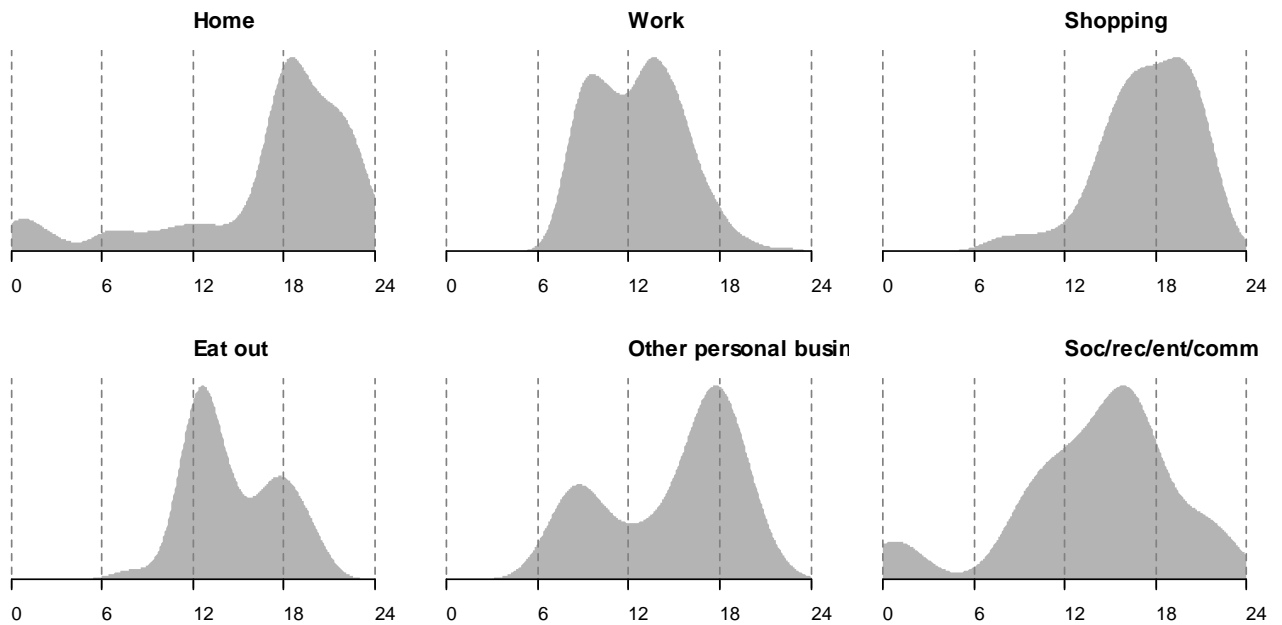 Home
Work
Shopping
0 6 12 18 24
0 6 12 18 24
0 6 12 18 24
Eat out
Other personal busin
Soc/rec/ent/comm
0 6 12 18 24
0 6 12 18 24
0 6 12 18 24